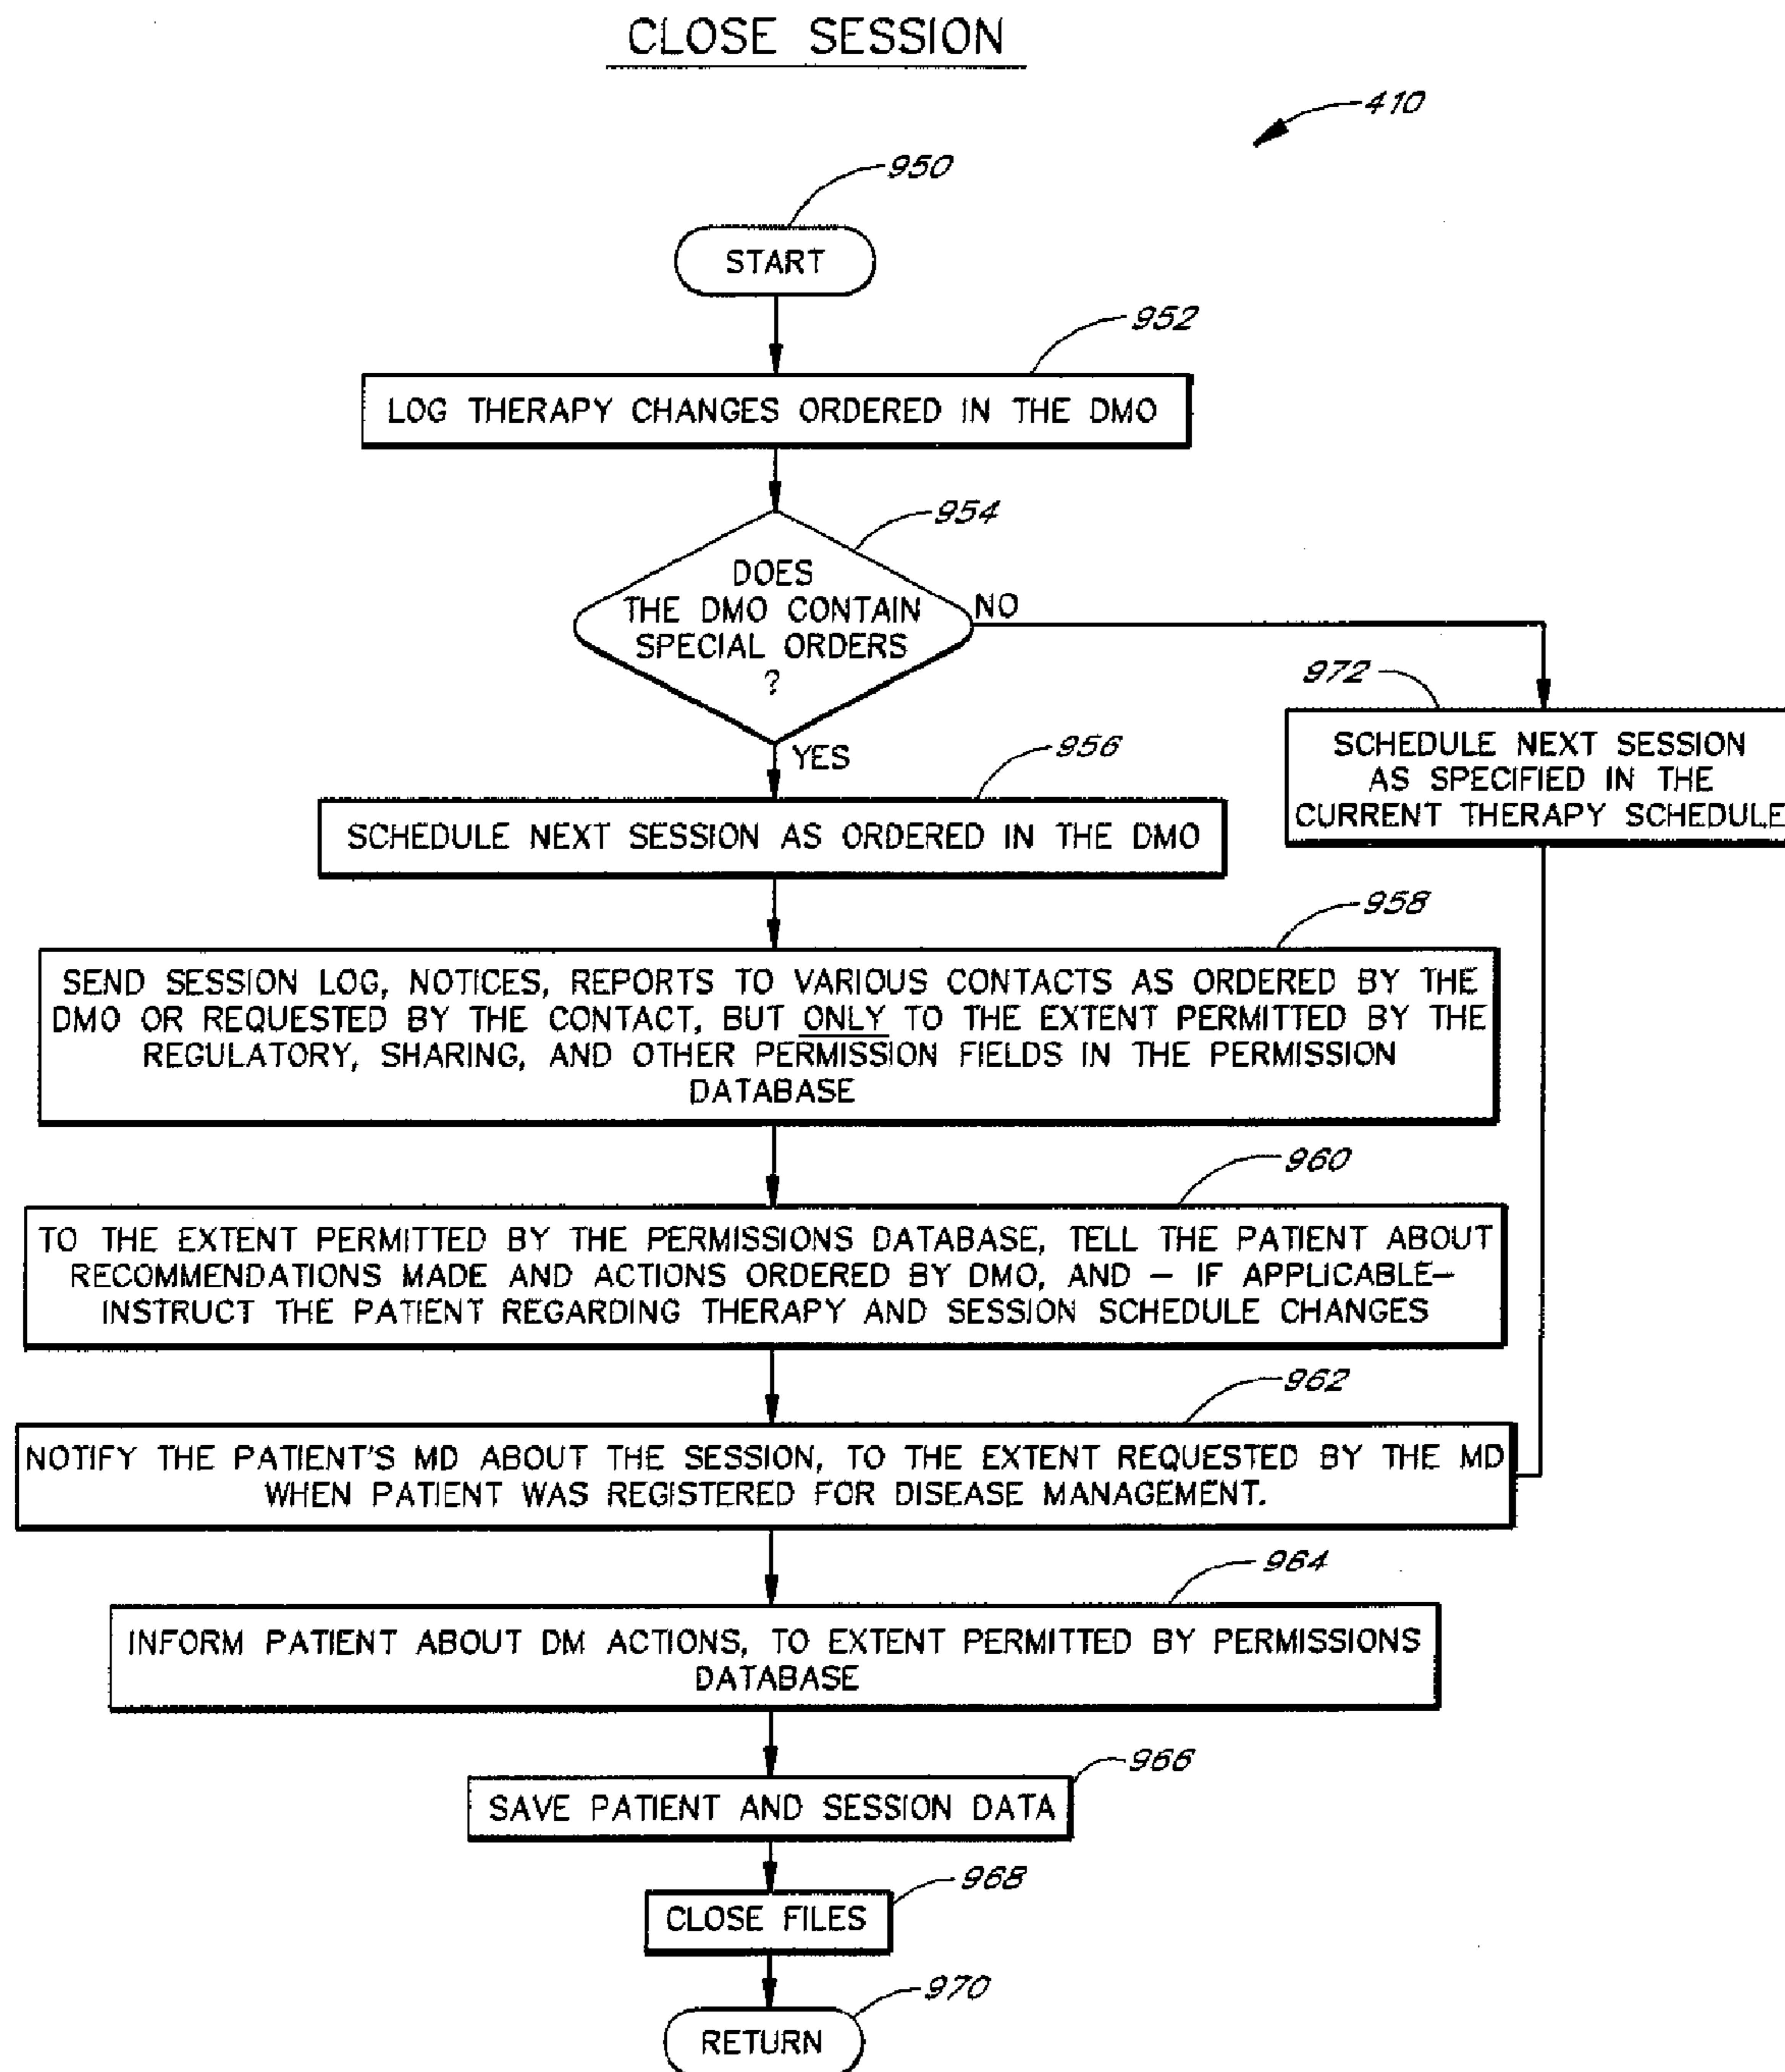 CLOSE SESSION
410
950
START
952
LOG THERAPY CHANGES ORDERED IN THE DMO
954
DOES
THE DMO CONTAIN
SPECIAL ORDERS
?
NO
YES
972
SCHEDULE NEXT SESSION
AS SPECIFIED IN THE
CURRENT THERAPY SCHEDULE
956
SCHEDULE NEXT SESSION AS ORDERED IN THE DMO
958
SEND SESSION LOG, NOTICES, REPORTS TO VARIOUS CONTACTS AS ORDERED BY THE
DMO OR REQUESTED BY THE CONTACT, BUT ONLY TO THE EXTENT PERMITTED BY THE
REGULATORY, SHARING, AND OTHER PERMISSION FIELDS IN THE PERMISSION
DATABASE
960
TO THE EXTENT PERMITTED BY THE PERMISSIONS DATABASE, TELL THE PATIENT ABOUT
RECOMMENDATIONS MADE AND ACTIONS ORDERED BY DMO, AND – IF APPLICABLE–
INSTRUCT THE PATIENT REGARDING THERAPY AND SESSION SCHEDULE CHANGES
962
NOTIFY THE PATIENT'S MD ABOUT THE SESSION, TO THE EXTENT REQUESTED BY THE MD
WHEN PATIENT WAS REGISTERED FOR DISEASE MANAGEMENT.
964
INFORM PATIENT ABOUT DM ACTIONS, TO EXTENT PERMITTED BY PERMISSIONS
DATABASE
966
SAVE PATIENT AND SESSION DATA
968
CLOSE FILES
970
RETURN